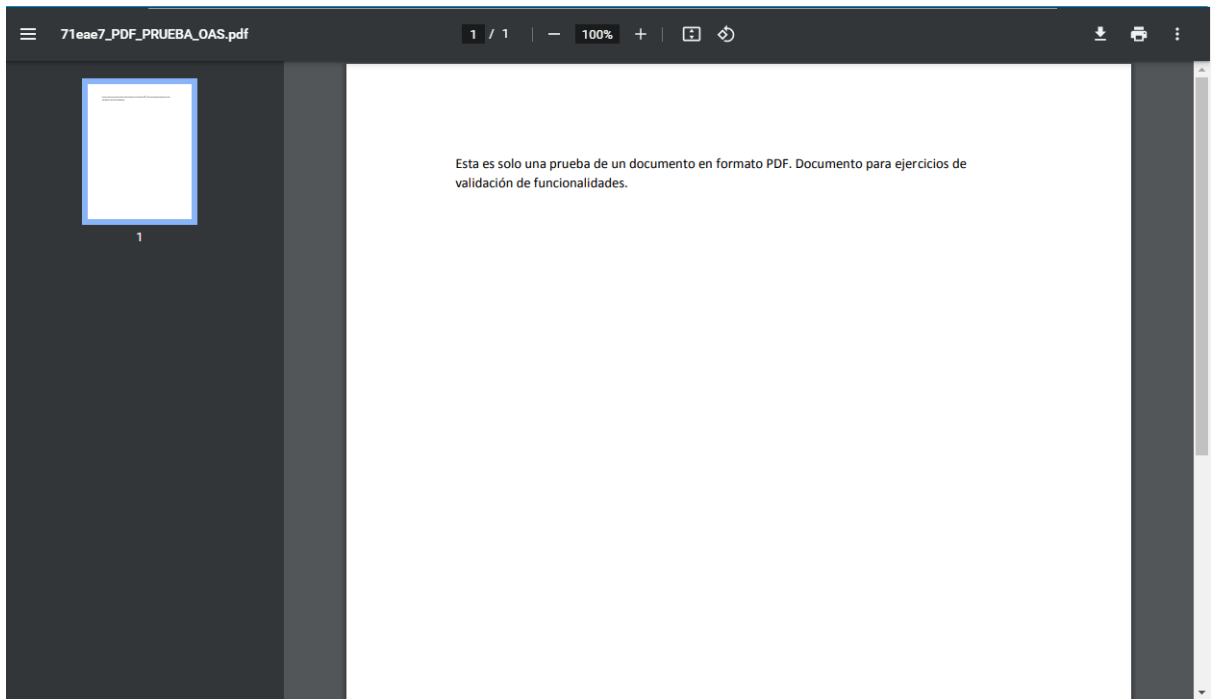 71eae7_PDF_PRUEBA_OAS.pdf
1 / 1
100%
1
Esta es solo una prueba de un documento en formato PDF. Documento para ejercicios de
validación de funcionalidades.